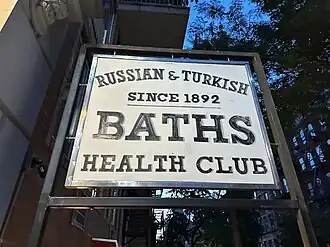 RUSSIAN & TURKISH
SINCE 1892
BATHS
HEALTH CLUB